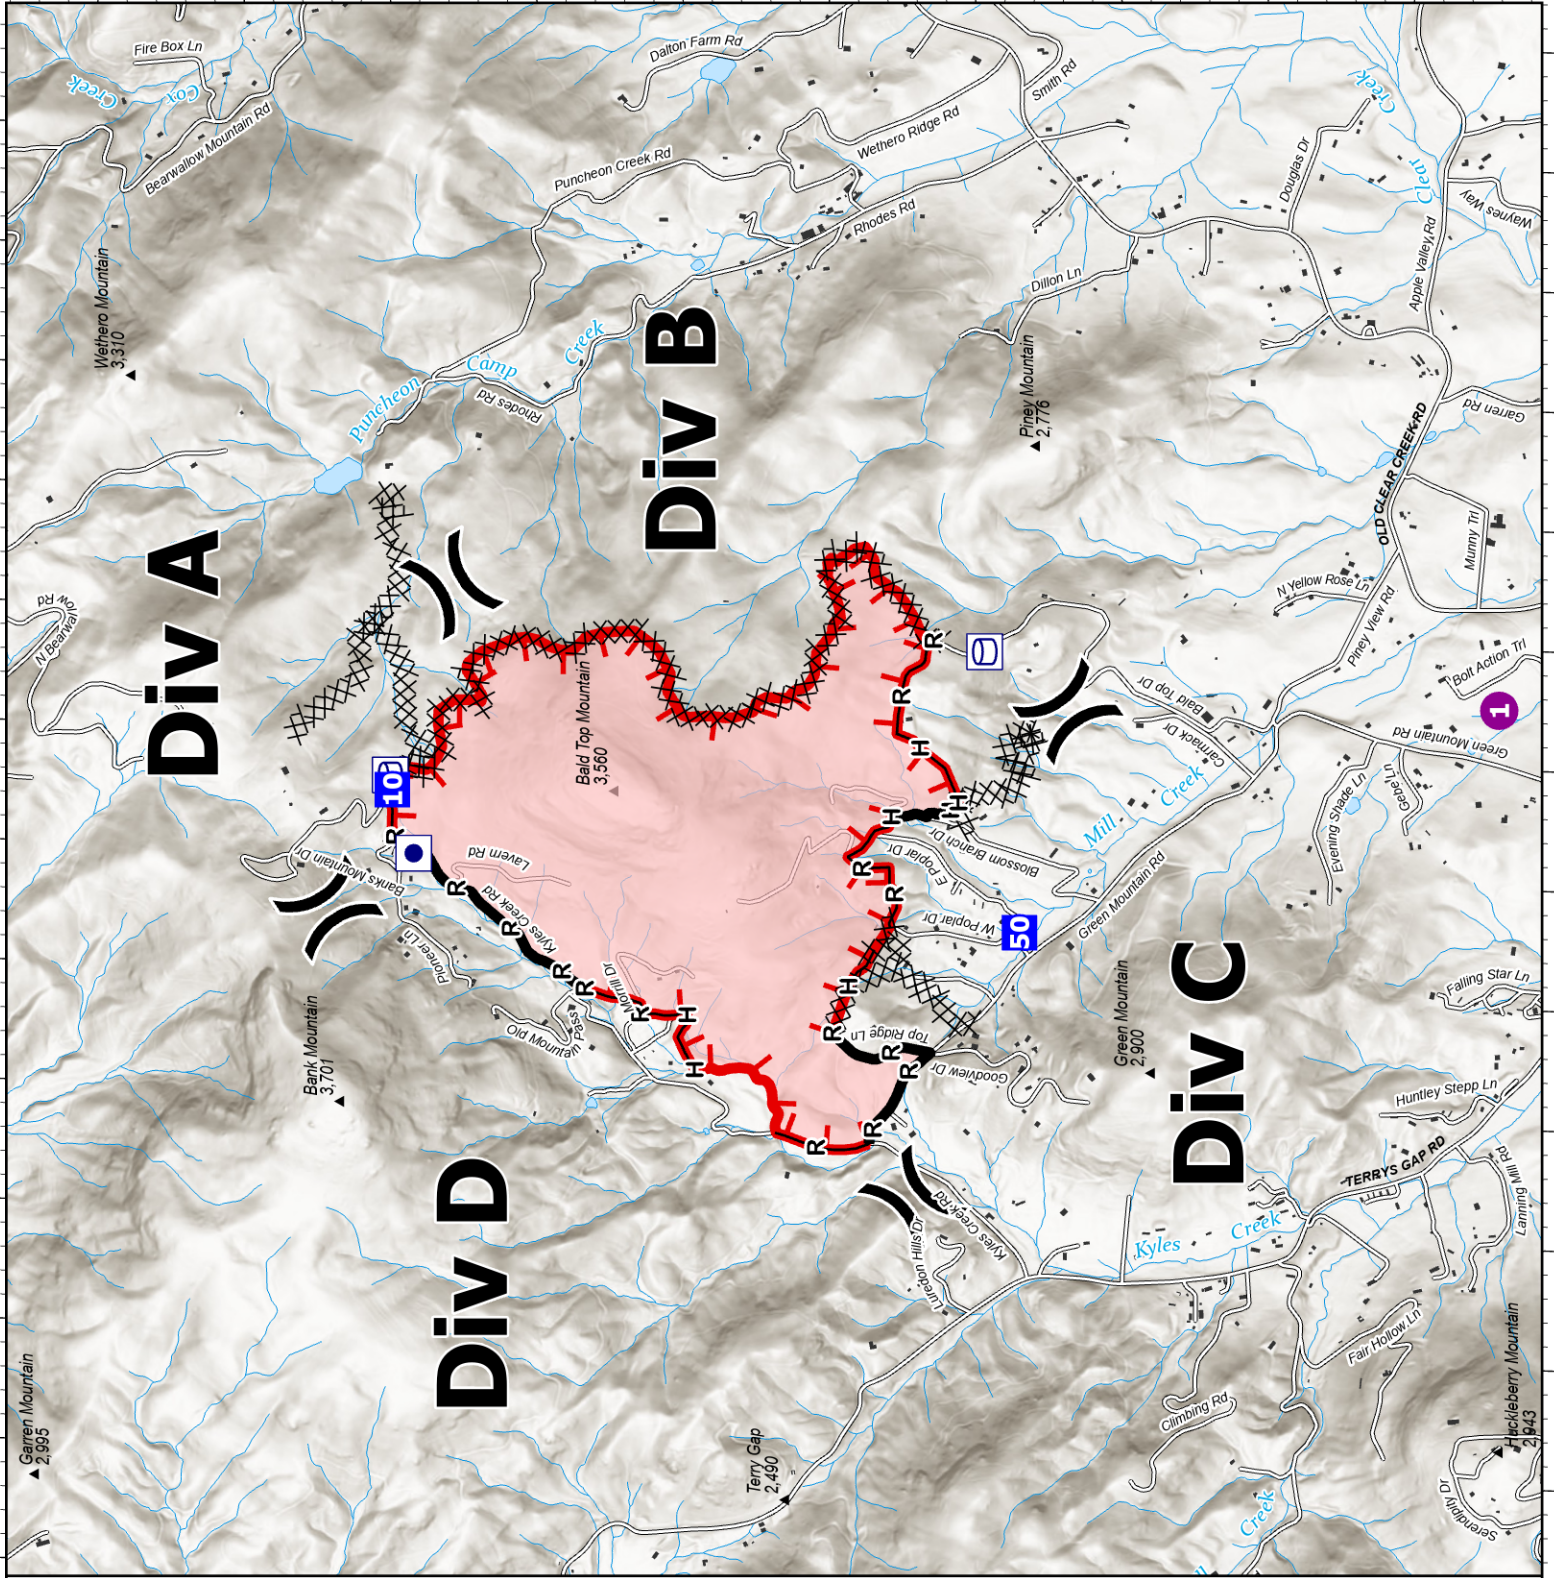 Fire Box Ln
Cox
Creek
Bearwallow Mountain Rd
Dalton Farm Rd
Smith Rd
Wethero Ridge Rd
Puncheon Creek Rd
Rhodes Rd
Douglas Dr
Clear
Creek
Waynes Way
Apple Valley Rd
Dillon Ln
Wethero Mountain
3,310
Puncheon
Camp
Creek
Rhodes Rd
Piney Mountain
2,776
Garren Rd
OLD CLEAR CREEK RD
Munny Trl
Div A
Div B
N Bearwallow Rd
N Yellow Rose Ln
Piney View Rd
Bolt Action Trl
1
Green Mountain Rd
Bald Top Dr
Carmack Dr
Bald Top Mountain
3,560
10
R
Banks Mountain Dr
Lavern Rd
Kyles Creek Rd
R
R
R
R
R
H
H
R
R
R
R
R
H
R
R
H
H
H
R
R
Pioneer Ln
Morrill Dr
Old Mountain Pass
Mill
Creek
Gebe Ln
Evening Shade Ln
Blossom Branch Dr
E Poplar Dr
W Poplar Dr
50
Green Mountain Rd
Top Ridge Ln
Goodview Dr
Bank Mountain
3,701
Green Mountain
2,900
Falling Star Ln
Huntley Stepp Ln
TERRYS GAP RD
Lanning Mill Rd
Div D
Div C
Kyles Creek Rd
Luredn Hills Dr
Kyles
Creek
Fair Hollow Ln
Climbing Rd
Garren Mountain
2,995
Terry Gap
2,490
Huckleberry Mountain
2,943
Serendipity Dr
Creek